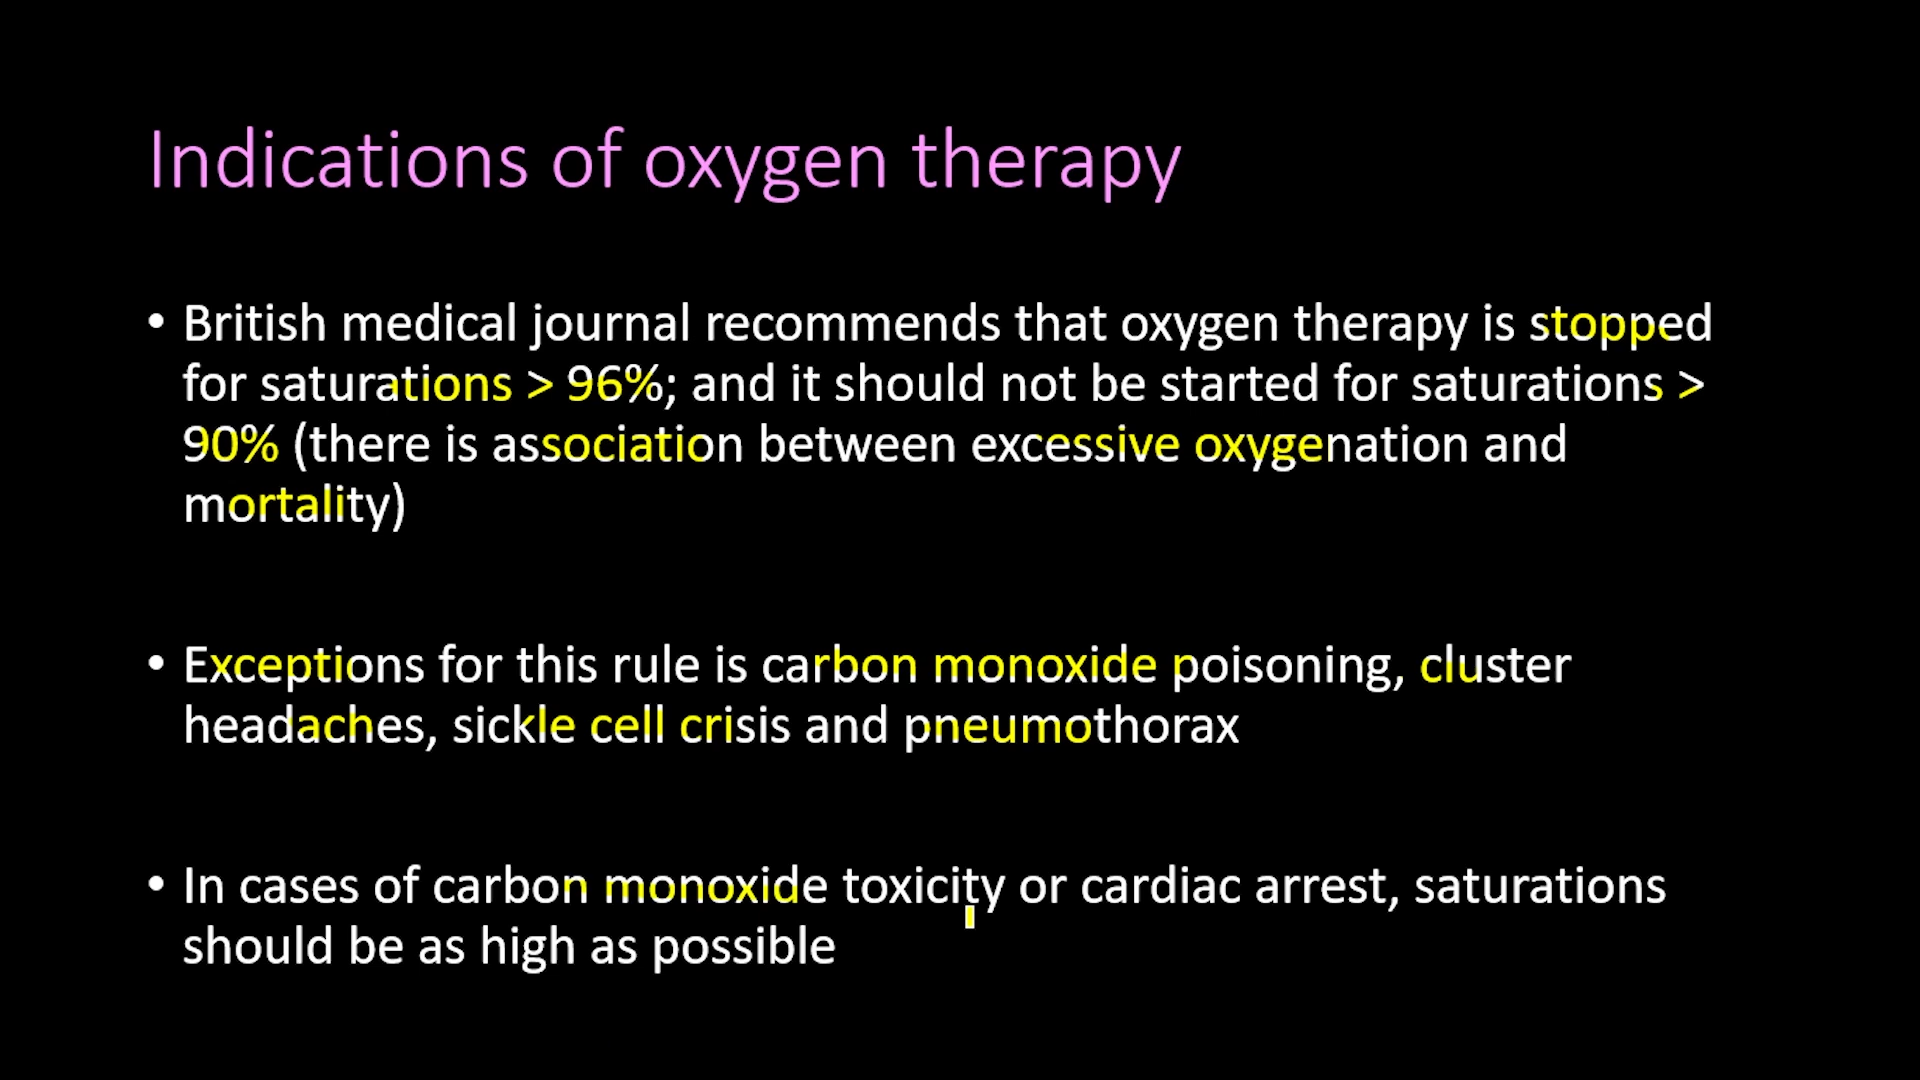 Indications of oxygen therapy
• British medical journal recommends that oxygen therapy is stopped
for saturations > 96%; and it should not be started for saturations >
90% (there is association between excessive oxygenation and
mortality)
• Exceptions for this rule is carbon monoxide poisoning, cluster
headaches, sickle cell crisis and pneumothorax
• In cases of carbon monoxide toxicity or cardiac arrest, saturations
should be as high as possible